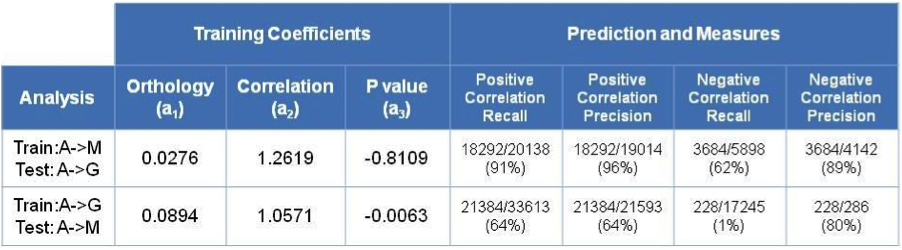 Training Coefficients
Prediction and Measures
Analysis
Orthology
(a1)
Correlation
(a2)
P value
(a3)
Positive
Correlation
Recall
Positive
Correlation
Precision
Negative
Correlation
Recall
Negative
Correlation
Precision
Train:A->M
Test: A->G
0.0276
1.2619
-0.8109
18292/20138
(91%)
18292/19014
(96%)
3684/5898
(62%)
3684/4142
(89%)
Train:A->G
Test: A->M
0.0894
1.0571
-0.0063
21384/33613
(64%)
21384/21593
(64%)
228/17245
(1%)
228/286
(80%)